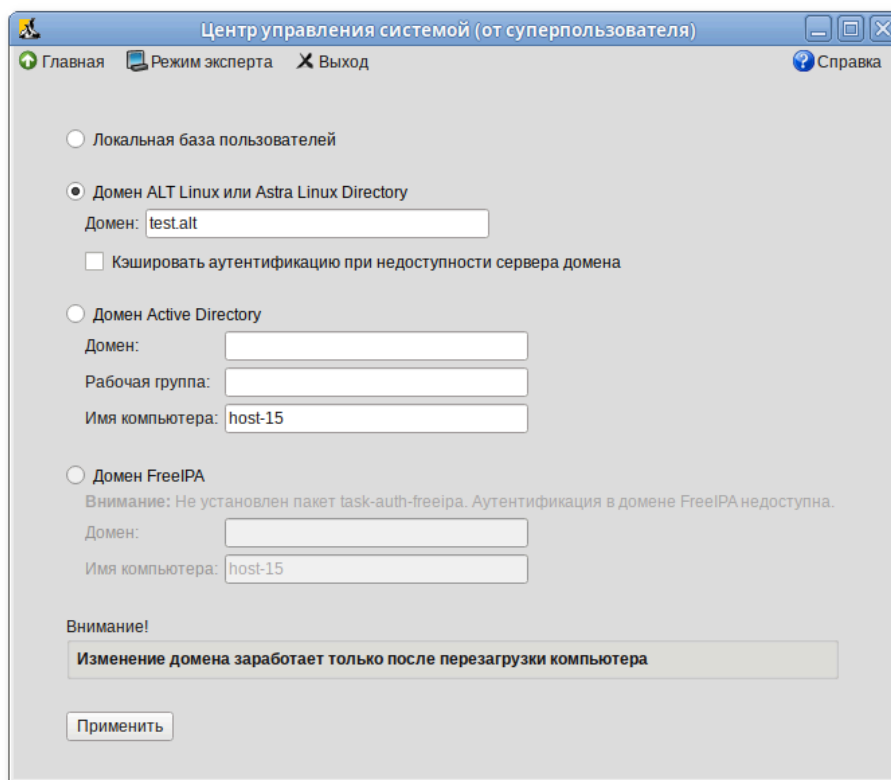 Центр управления системой (от суперпользователя)
Главная Режим эксперта Выход Справка
Локальная база пользователей
Домен ALT Linux или Astra Linux Directory
Домен: test.alt
Кэшировать аутентификацию при недоступности сервера домена
Домен Active Directory
Домен:
Рабочая группа:
Имя компьютера: host-15
Домен FreeIPA
Внимание: Не установлен пакет task-auth-freeipa. Аутентификация в домене FreeIPA недоступна.
Домен:
Имя компьютера: host-15
Внимание!
Изменение домена заработает только после перезагрузки компьютера
Применить